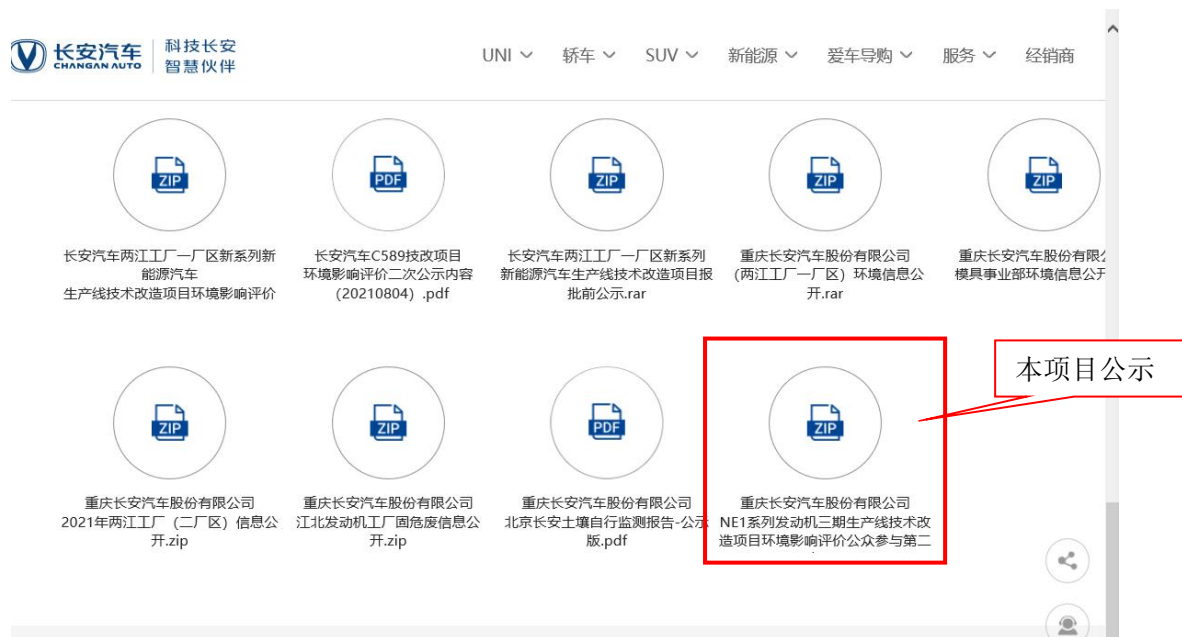 长安汽车
CHANGAN AUTO
科技长安
智慧伙伴
UNI
轿车
SUV
新能源
爱车导购
服务
经销商
ZIP
长安汽车两江工厂一厂区新系列新
能源汽车
生产线技术改造项目环境影响评价
PDF
长安汽车C589技改项目
环境影响评价二次公示内容
(20210804) .pdf
ZIP
长安汽车两江工厂一厂区新系列
新能源汽车生产线技术改造项目报
批前公示.rar
ZIP
重庆长安汽车股份有限公司
(两江工厂一厂区) 环境信息公
开.rar
ZIP
重庆长安汽车股份有限
模具事业部环境信息公开
ZIP
重庆长安汽车股份有限公司
2021年两江工厂 (二厂区) 信息公
开.zip
ZIP
重庆长安汽车股份有限公司
江北发动机工厂固危废信息公
开.zip
PDF
重庆长安汽车股份有限公司
北京长安土壤自行监测报告-公示
版.pdf
ZIP
重庆长安汽车股份有限公司
NE1系列发动机三期生产线技术改
造项目环境影响评价公众参与第二
本项目公示